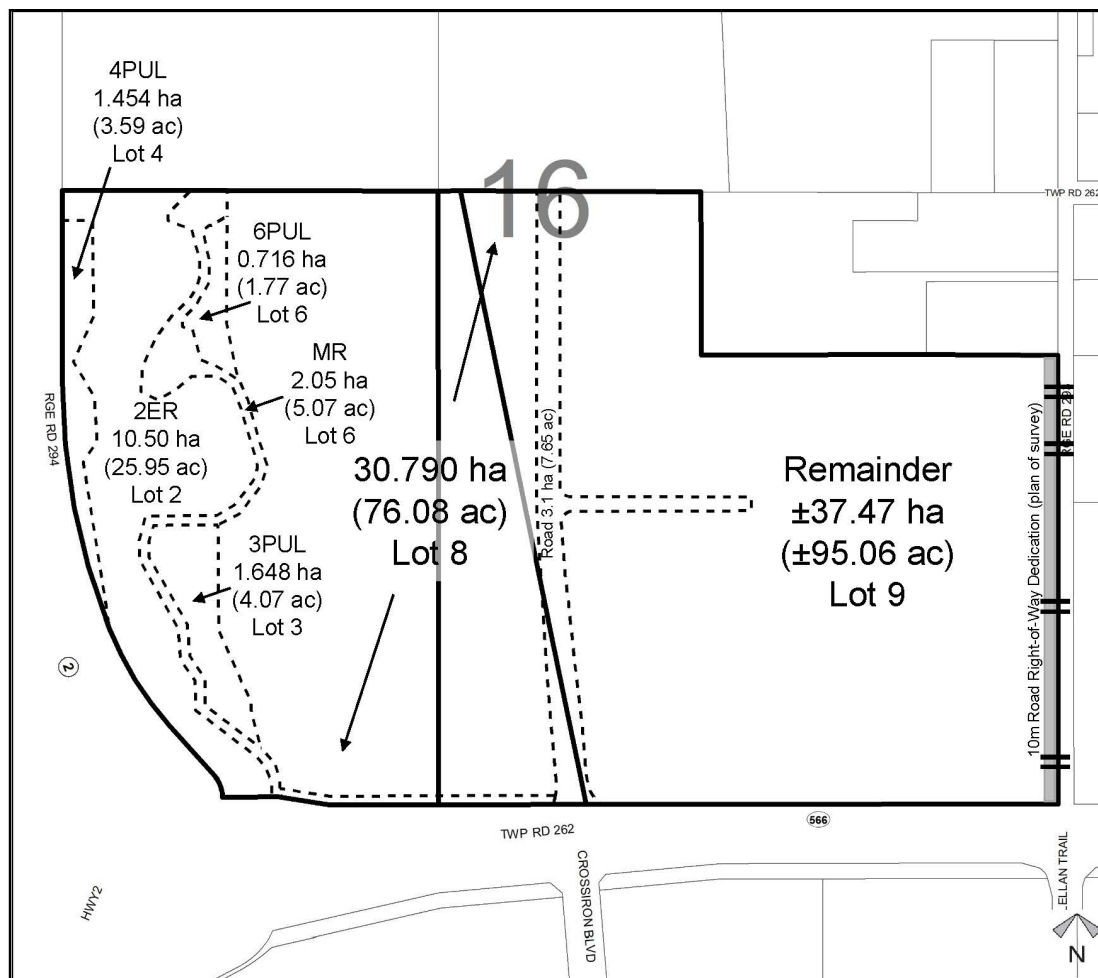 4PUL
1.454 ha
(3.59 ac)
Lot 4
16
TWP RD 262
6PUL
0.716 ha
(1.77 ac)
Lot 6
MR
2.05 ha
(5.07 ac)
Lot 6
RGE RD 294
2ER
10.50 ha
(25.95 ac)
Lot 2
30.790 ha
(76.08 ac)
Lot 8
Road 3.1 ha (7.65 ac)
Remainder
±37.47 ha
(±95.06 ac)
Lot 9
10m Road Right-of-Way Dedication (plan of survey)
3PUL
1.648 ha
(4.07 ac)
Lot 3
2
TWP RD 262
566
HWY2
CROSSIRON BLVD
ELLAN TRAIL
N